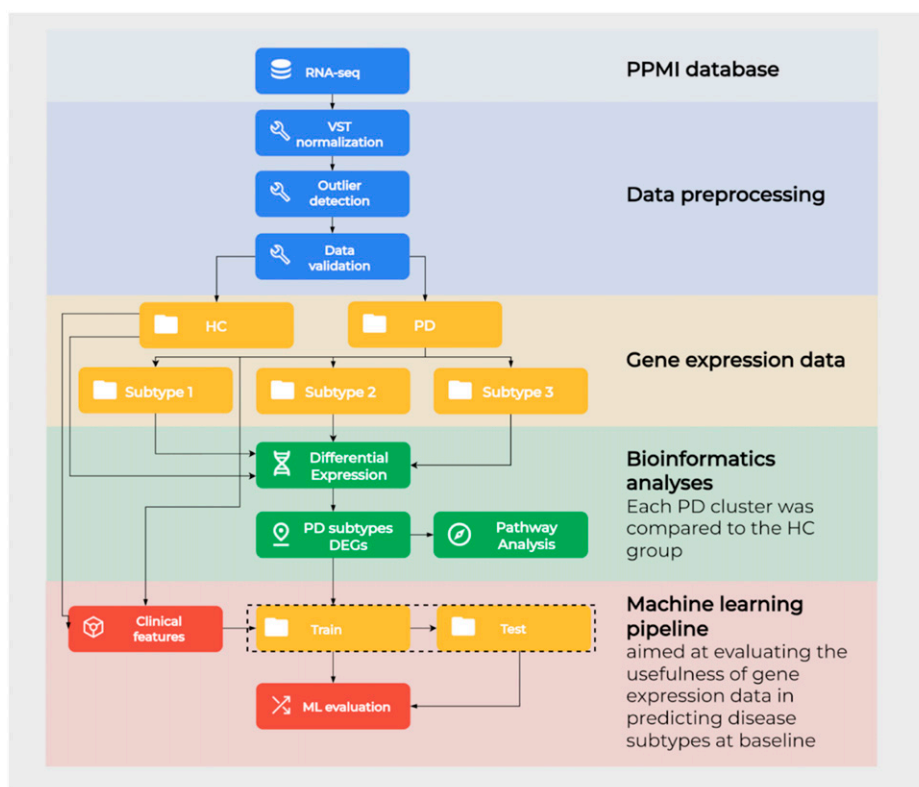 RNA-seq
PPMI database
VST
normalization
Outlier
detection
Data preprocessing
Data
validation
HC
PD
Gene expression data
Subtype 1
Subtype 2
Subtype 3
Differential
Expression
Bioinformatics
analyses
Each PD cluster was
compared to the HC
group
PD subtypes
DEGs
Pathway
Analysis
Clinical
features
Train
Test
ML evaluation
Machine learning
pipeline
aimed at evaluating the
usefulness of gene
expression data in
predicting disease
subtypes at baseline